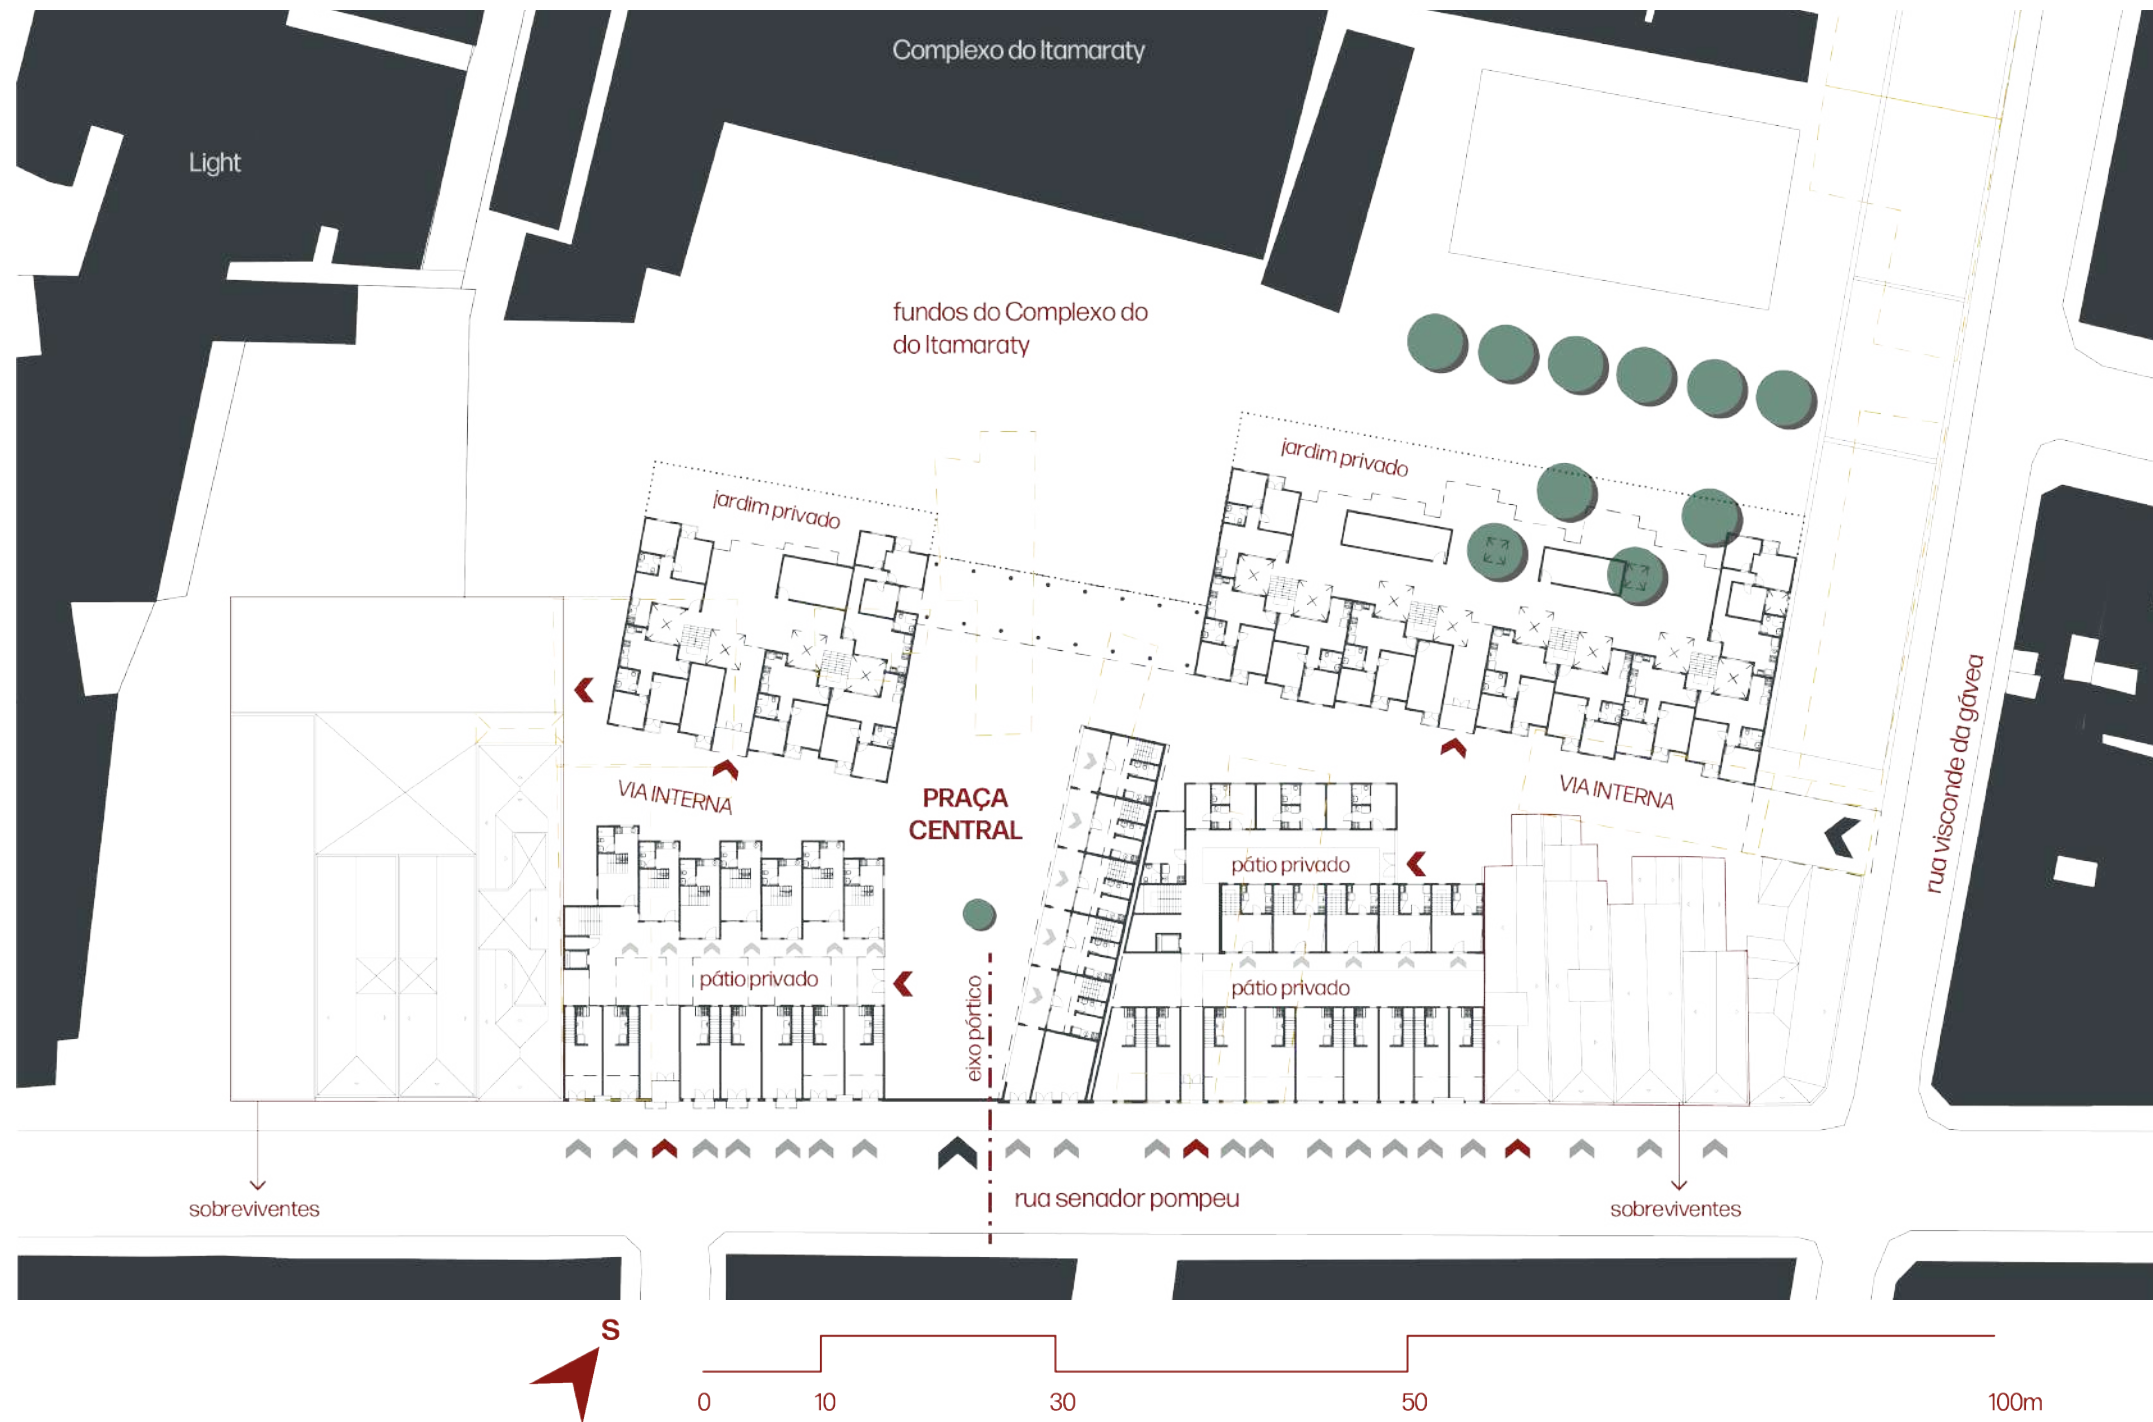 Complexo do Itamaraty
Light
fundos do Complexo do
do Itamaraty
jardim privado
jardim privado
VIA INTERNA
PRAÇA
CENTRAL
VIA INTERNA
rua visconde da gávea
pátio privado
pátio privado
pátio privado
eixo pórtico
sobreviventes
rua senador pompeu
sobreviventes
S
0
10
30
50
100m